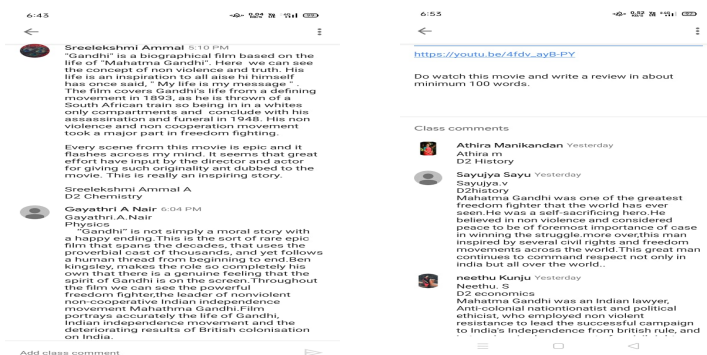 6:43
Sreelekshmi Ammal 5:10 PM
"Gandhi" is a biographical film based on the
life of "Mahatma Gandhi". Here we can see
the concept of non violence and truth. His
life is an inspiration to all aise hi himself
has once said, " My life is my message " .
The film covers Gandhi's life from a defining
movement in 1893, as he is thrown of a
South African train so being in in a whites
only compartments and conclude with his
assassination and funeral in 1948. His non
violence and non cooperation movement
took a major part in freedom fighting.
Every scene from this movie is epic and it
flashes across my mind. It seems that great
effort have input by the director and actor
for giving such originality ant dubbed to the
movie. This is really an inspiring story.
Sreelekshmi Ammal A
D2 Chemistry
Gayathri A Nair 6:04 PM
Gayathri.A.Nair
Physics
"Gandhi" is not simply a moral story with
a happy ending.This is the sort of rare epic
film that spans the decades, that uses the
proverbial cast of thousands, and yet follows
a human thread from beginning to end.Ben
kingsley, makes the role so completely his
own that there is a genuine feeling that the
spirit of Gandhi is on the screen.Throughout
the film we can see the powerful
freedom fighter,the leader of nonviolent
non-cooperative Indian independence
movement Mahathma Gandhi.Film
portrays accurately the life of Gandhi,
Indian independence movement and the
deteriorating results of British colonisation
on India.
Add class comment
6:53
https://youtu.be/4fdv_ayB-PY
Do watch this movie and write a review in about
minimum 100 words.
Class comments
Athira Manikandan Yesterday
Athira m
D2 History
Sayujya Sayu Yesterday
Sayujya.v
D2history
Mahatma Gandhi was one of the greatest
freedom fighter that the world has ever
seen.He was a self-sacrificing hero.He
believed in non violence and considered
peace to be of foremost importance of case
in winning the struggle.more over,this man
inspired by several civil rights and freedom
movements across the world.This great man
continues to command respect not only in
india but all over the world..
neethu Kunju Yesterday
Neethu. S
D2 economics
Mahatma Gandhi was an Indian lawyer,
Anti-colonial nantionatist and political
ethicist, who employed non violent
resistance to lead the successful campaign
to India's independence from british rule, and